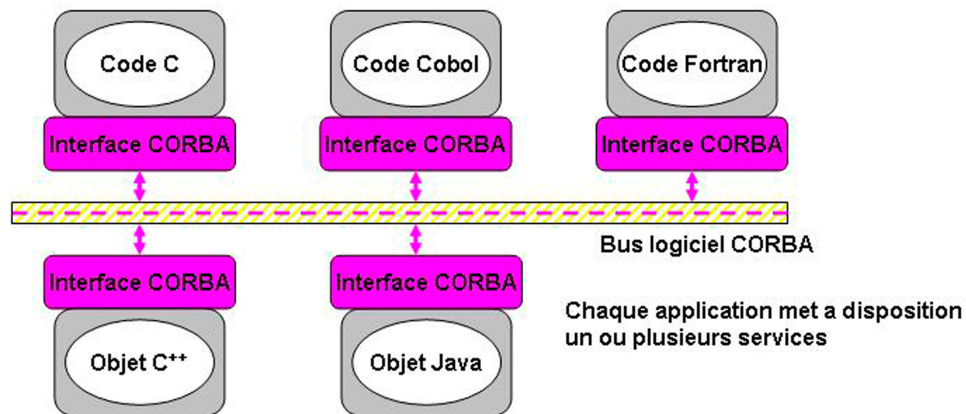 Code C
Code Cobol
Code Fortran
Interface CORBA
Interface CORBA
Interface CORBA
Bus logiciel CORBA
Interface CORBA
Interface CORBA
Chaque application met a disposition
un ou plusieurs services
Objet C++
Objet Java